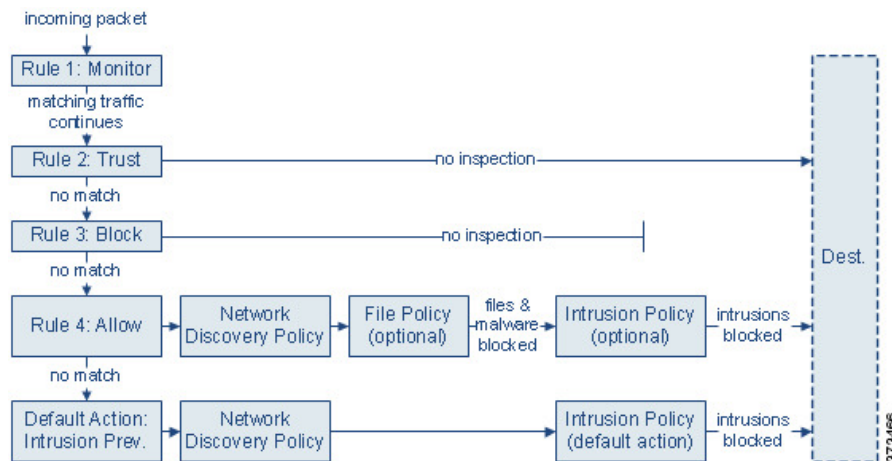 incoming packet
Rule 1: Monitor
matching traffic
continues
Rule 2: Trust
no inspection
no match
Rule 3: Block
no inspection
no match
Dest.
Rule 4: Allow
Network
Discovery Policy
File Policy
(optional)
files &
malware
blocked
Intrusion Policy
(optional)
intrusions
blocked
no match
Default Action:
Intrusion Prev.
Network
Discovery Policy
Intrusion Policy
(default action)
intrusions
blocked